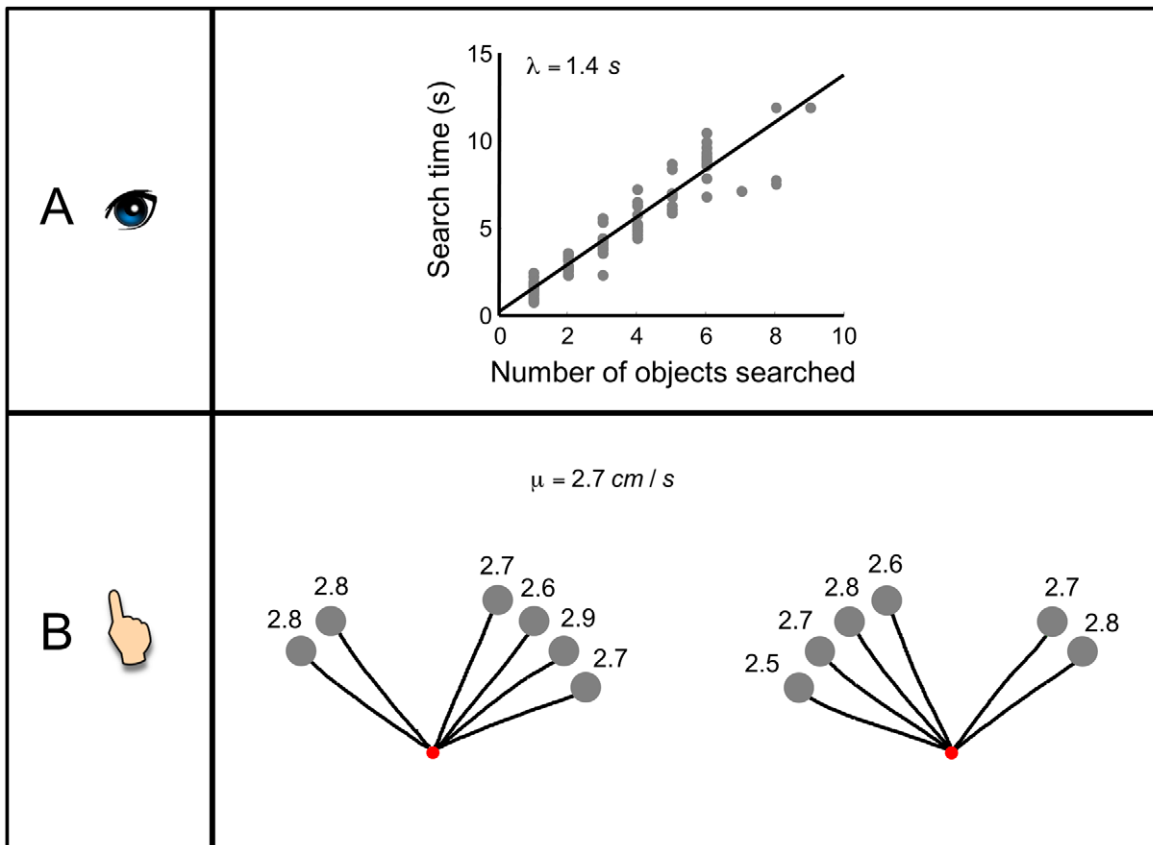 A
λ = 1.4 s
Search time (s)
15
10
5
0
0 2 4 6 8 10
Number of objects searched
B
μ = 2.7 cm / s
2.8
2.8
2.7
2.6
2.9
2.7
2.5
2.7
2.8
2.6
2.7
2.8